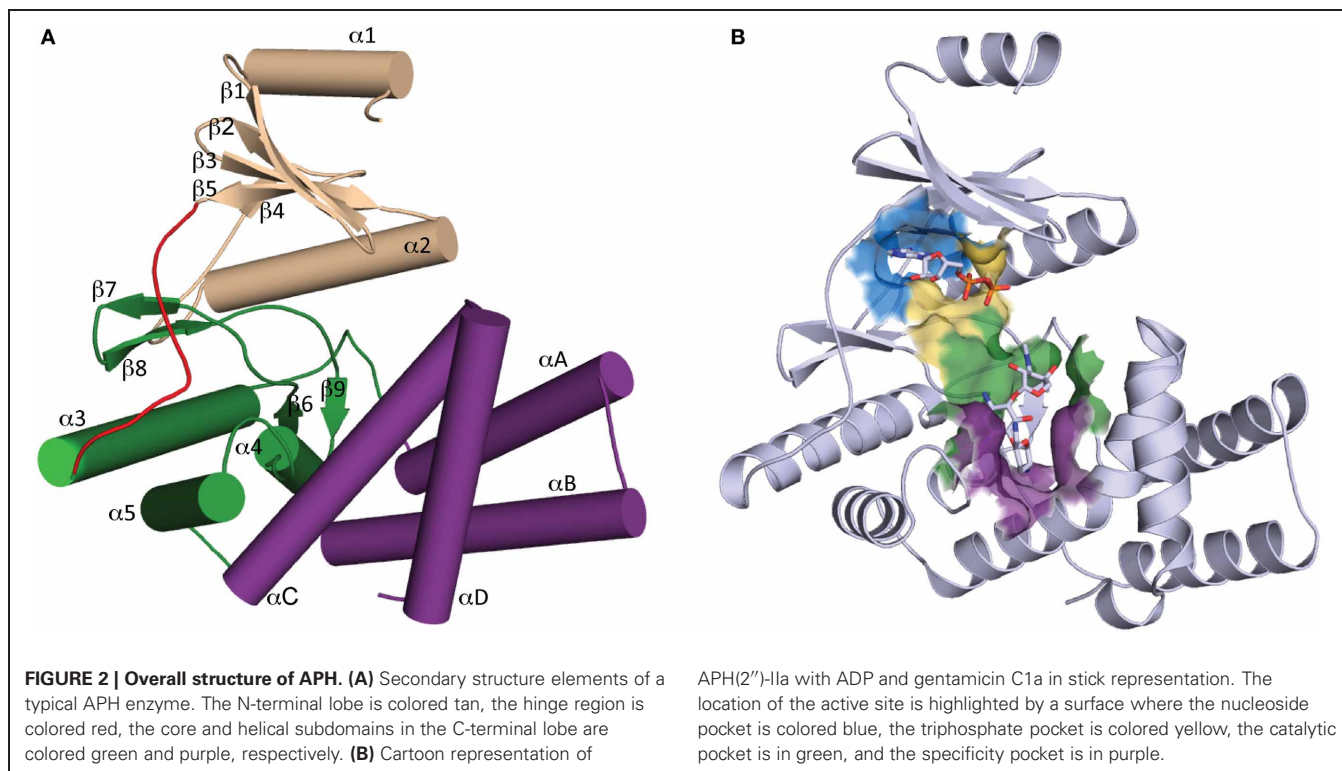 A
B
α1
β1
β2
β3
β5
β4
α2
β7
β8
β9
β6
αA
α3
α4
αB
α5
αC
αD
FIGURE 2 | Overall structure of APH. (A) Secondary structure elements of a
typical APH enzyme. The N-terminal lobe is colored tan, the hinge region is
colored red, the core and helical subdomains in the C-terminal lobe are
colored green and purple, respectively. (B) Cartoon representation of
APH(2″)-IIa with ADP and gentamicin C1a in stick representation. The
location of the active site is highlighted by a surface where the nucleoside
pocket is colored blue, the triphosphate pocket is colored yellow, the catalytic
pocket is in green, and the specificity pocket is in purple.